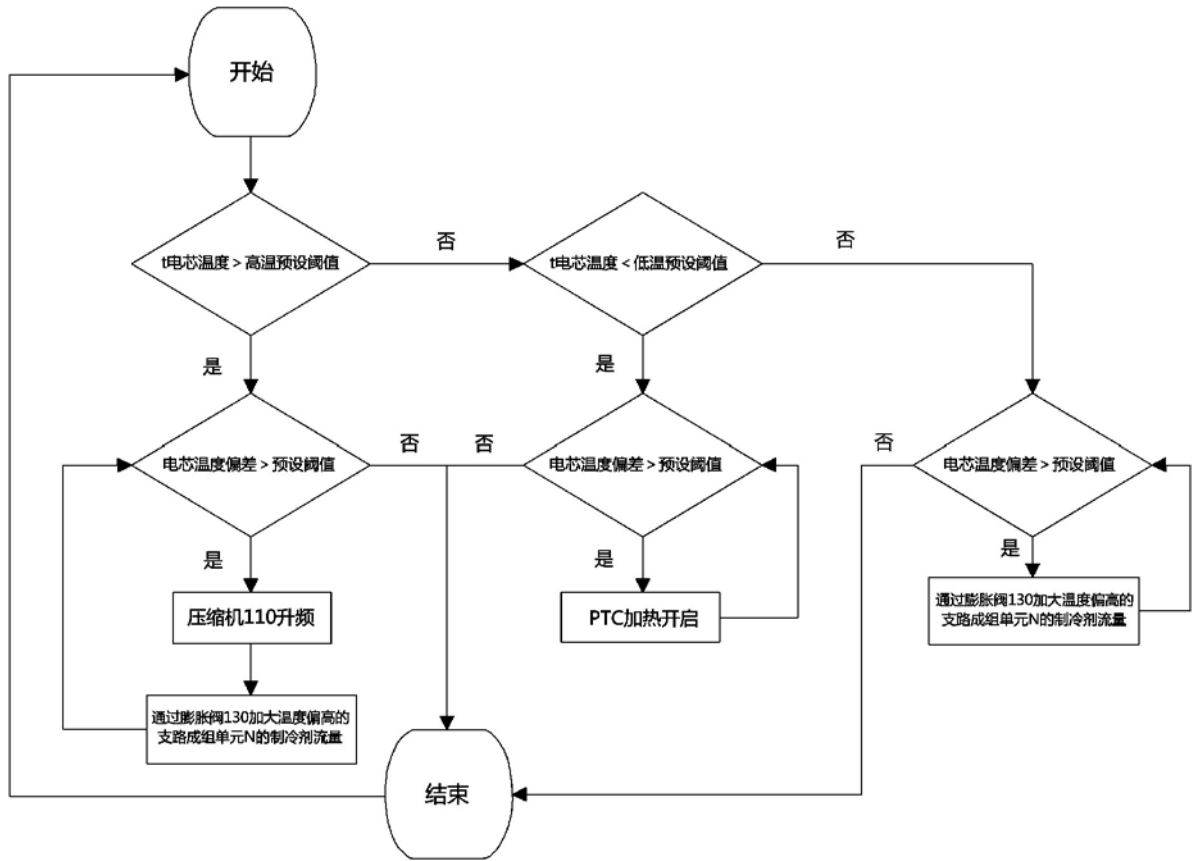 开始
t电芯温度>高温预设阈值
否
t电芯温度<低温预设阈值
否
是
是
电芯温度偏差>预设阈值
否
否
电芯温度偏差>预设阈值
否
电芯温度偏差>预设阈值
是
是
是
压缩机110升频
PTC加热开启
通过膨胀阀130加大温度偏高的
支路成组单元N的制冷剂流量
通过膨胀阀130加大温度偏高的
支路成组单元N的制冷剂流量
结束